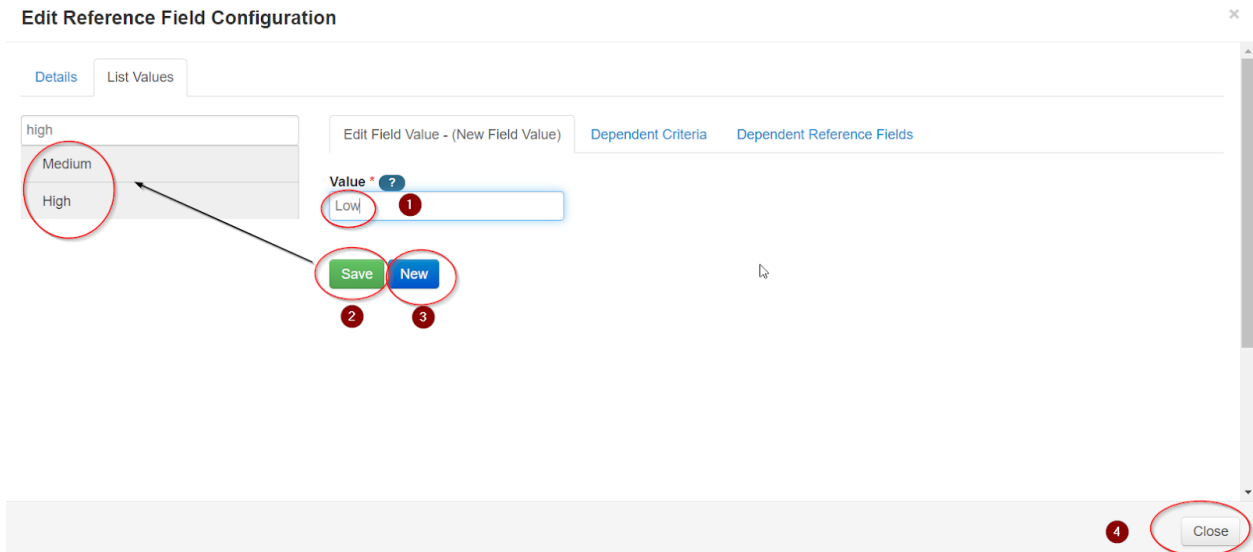 Edit Reference Field Configuration ×
Details List Values
high
Medium
High
Edit Field Value - (New Field Value) Dependent Criteria Dependent Reference Fields
Value * ?
Low 1
Save New
2 3
4 Close